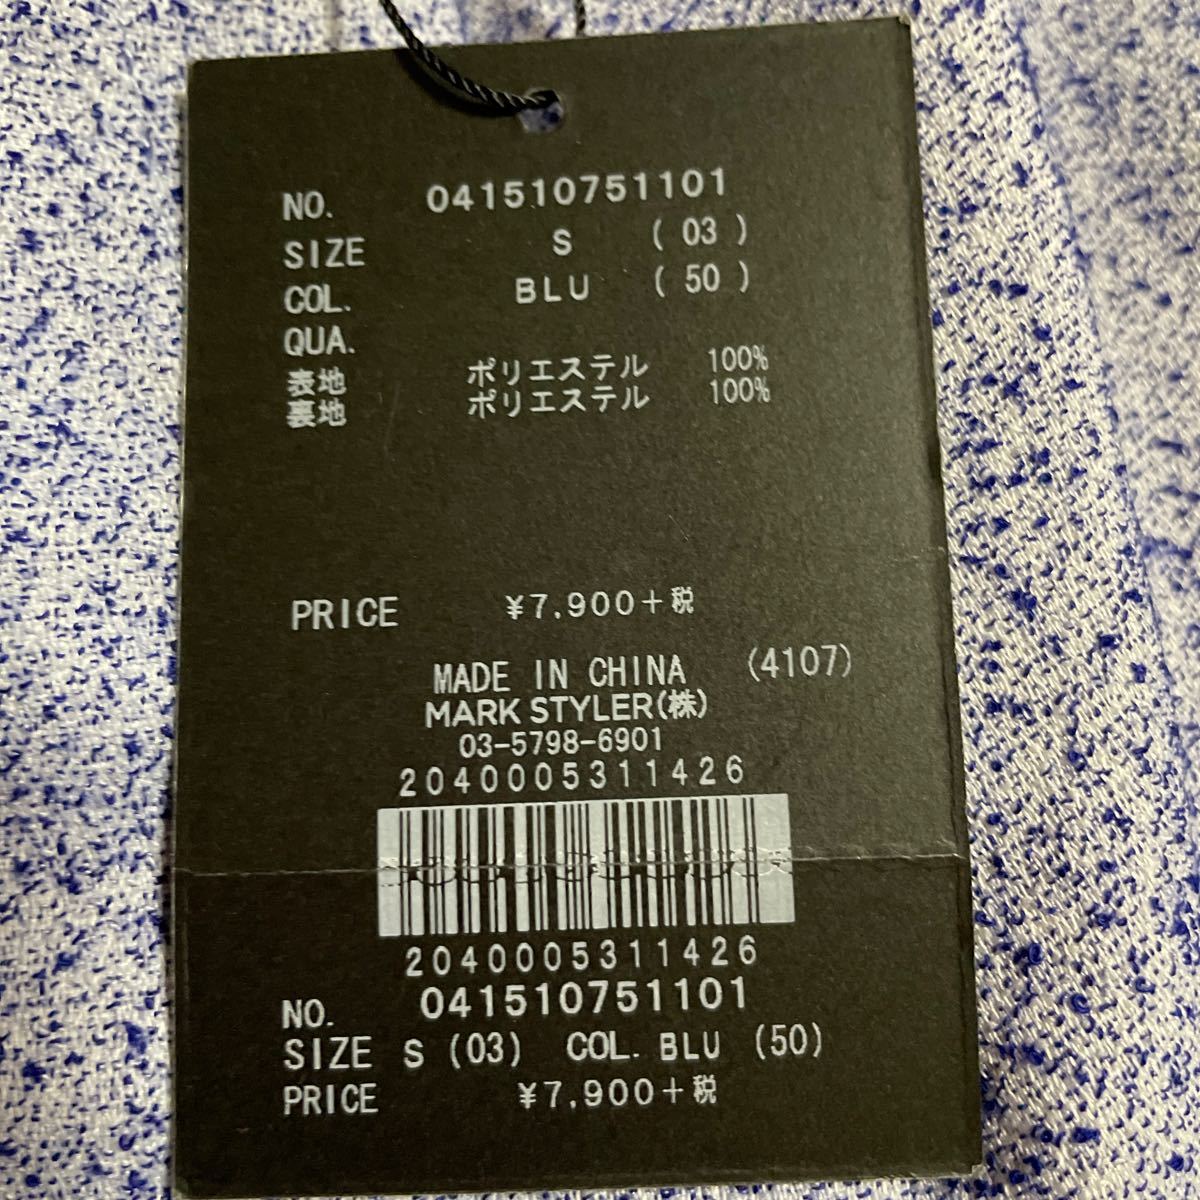 NO. 041510751101
SIZE S ( 03 )
COL. BLU ( 50 )
QUA.
表地 ポリエステル 100%
裏地 ポリエステル 100%
PRICE ¥7,900+税
MADE IN CHINA (4107)
MARK STYLER(株)
03-5798-6901
2040005311426
2040005311426
NO. 041510751101
SIZE S (03) COL. BLU (50)
PRICE ¥7,900+税